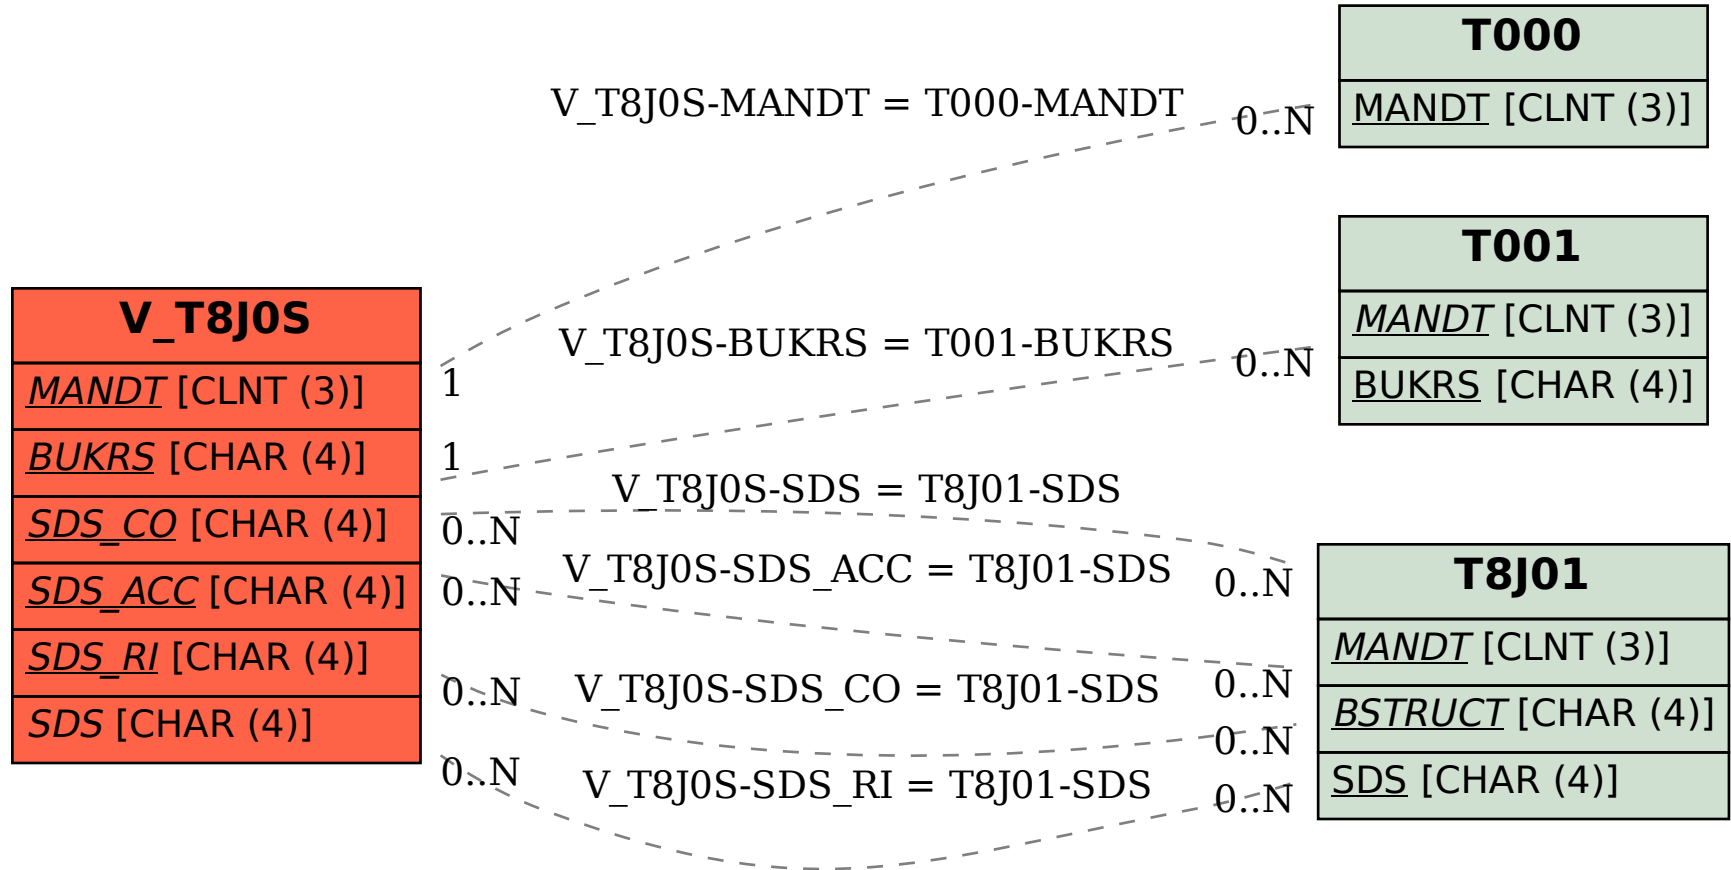 V_T8J0S
MANDT [CLNT (3)]
BUKRS [CHAR (4)]
SDS_CO [CHAR (4)]
SDS_ACC [CHAR (4)]
SDS_RI [CHAR (4)]
SDS [CHAR (4)]
V_T8J0S-MANDT = T000-MANDT
0..N
1
V_T8J0S-BUKRS = T001-BUKRS
0..N
1
V_T8J0S-SDS = T8J01-SDS
0..N
0..N
V_T8J0S-SDS_ACC = T8J01-SDS
0..N
0..N
V_T8J0S-SDS_CO = T8J01-SDS
0..N
0..N
V_T8J0S-SDS_RI = T8J01-SDS
0..N
0..N
T000
MANDT [CLNT (3)]
T001
MANDT [CLNT (3)]
BUKRS [CHAR (4)]
T8J01
MANDT [CLNT (3)]
BSTRUCT [CHAR (4)]
SDS [CHAR (4)]